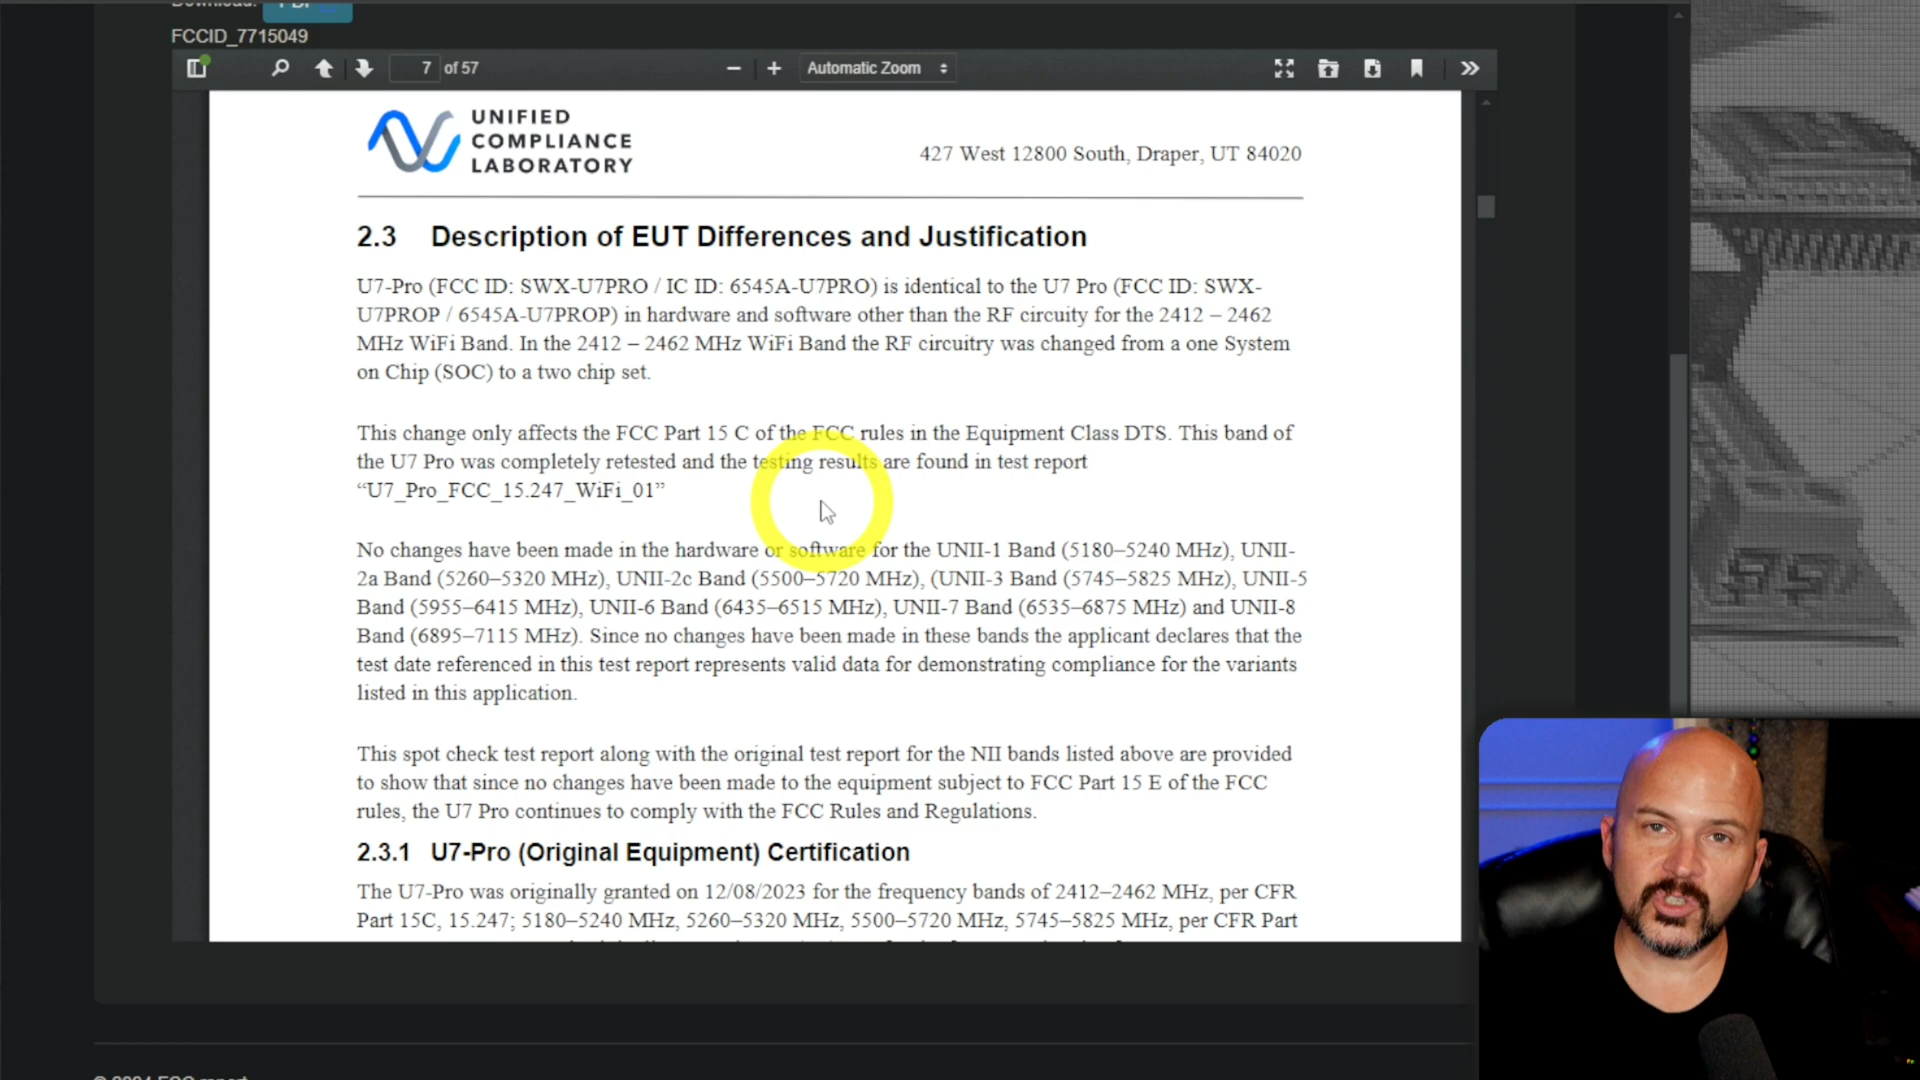 FCCID_7715049
7 of 57
Automatic Zoom
UNIFIED
COMPLIANCE
LABORATORY
427 West 12800 South, Draper, UT 84020
2.3 Description of EUT Differences and Justification
U7-Pro (FCC ID: SWX-U7PRO / IC ID: 6545A-U7PRO) is identical to the U7 Pro (FCC ID: SWX-
U7PROP / 6545A-U7PROP) in hardware and software other than the RF circuity for the 2412 – 2462
MHz WiFi Band. In the 2412 – 2462 MHz WiFi Band the RF circuitry was changed from a one System
on Chip (SOC) to a two chip set.
This change only affects the FCC Part 15 C of the FCC rules in the Equipment Class DTS. This band of
the U7 Pro was completely retested and the testing results are found in test report
“U7_Pro_FCC_15.247_WiFi_01”
No changes have been made in the hardware or software for the UNII-1 Band (5180–5240 MHz), UNII-
2a Band (5260–5320 MHz), UNII-2c Band (5500–5720 MHz), (UNII-3 Band (5745–5825 MHz), UNII-5
Band (5955–6415 MHz), UNII-6 Band (6435–6515 MHz), UNII-7 Band (6535–6875 MHz) and UNII-8
Band (6895–7115 MHz). Since no changes have been made in these bands the applicant declares that the
test date referenced in this test report represents valid data for demonstrating compliance for the variants
listed in this application.
This spot check test report along with the original test report for the NII bands listed above are provided
to show that since no changes have been made to the equipment subject to FCC Part 15 E of the FCC
rules, the U7 Pro continues to comply with the FCC Rules and Regulations.
2.3.1 U7-Pro (Original Equipment) Certification
The U7-Pro was originally granted on 12/08/2023 for the frequency bands of 2412–2462 MHz, per CFR
Part 15C, 15.247; 5180–5240 MHz, 5260–5320 MHz, 5500–5720 MHz, 5745–5825 MHz, per CFR Part